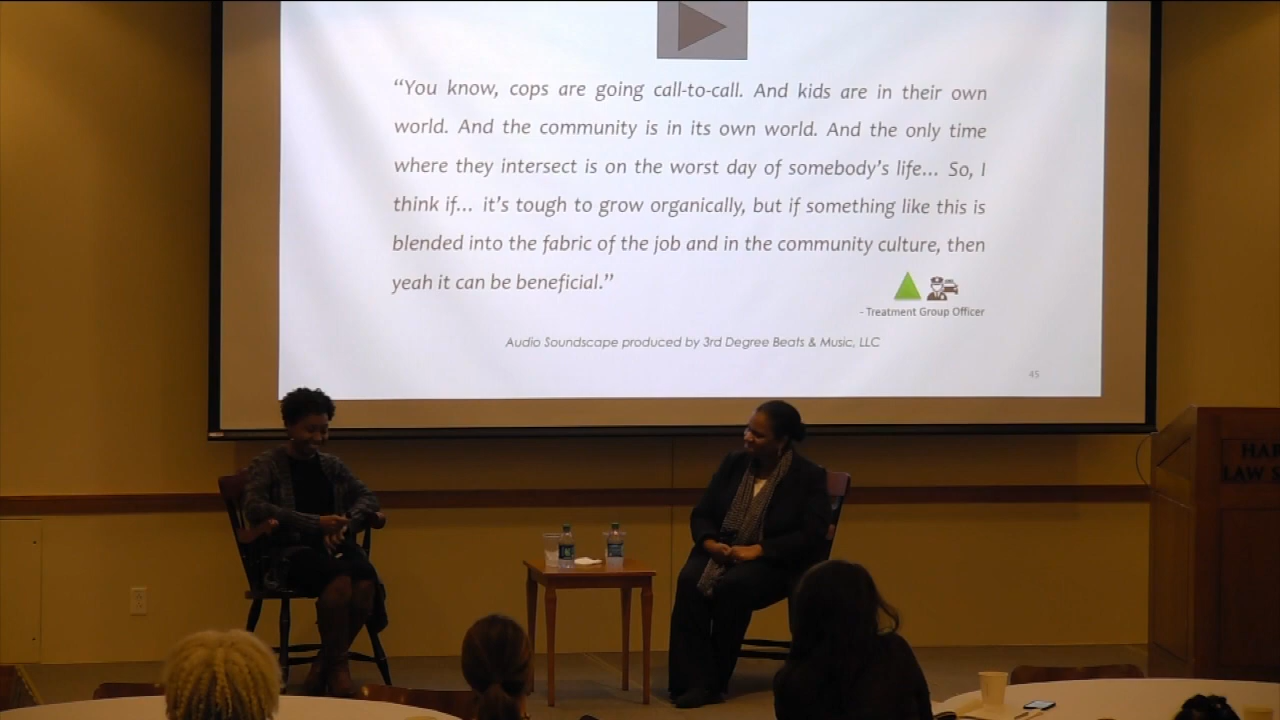 “You know, cops are going call-to-call. And kids are in their own
world. And the community is in its own world. And the only time
where they intersect is on the worst day of somebody’s life... So, I
think if... it’s tough to grow organically, but if something like this is
blended into the fabric of the job and in the community culture, then
yeah it can be beneficial.”
- Treatment Group Officer
Audio Soundscape produced by 3rd Degree Beats & Music, LLC
45
LAW